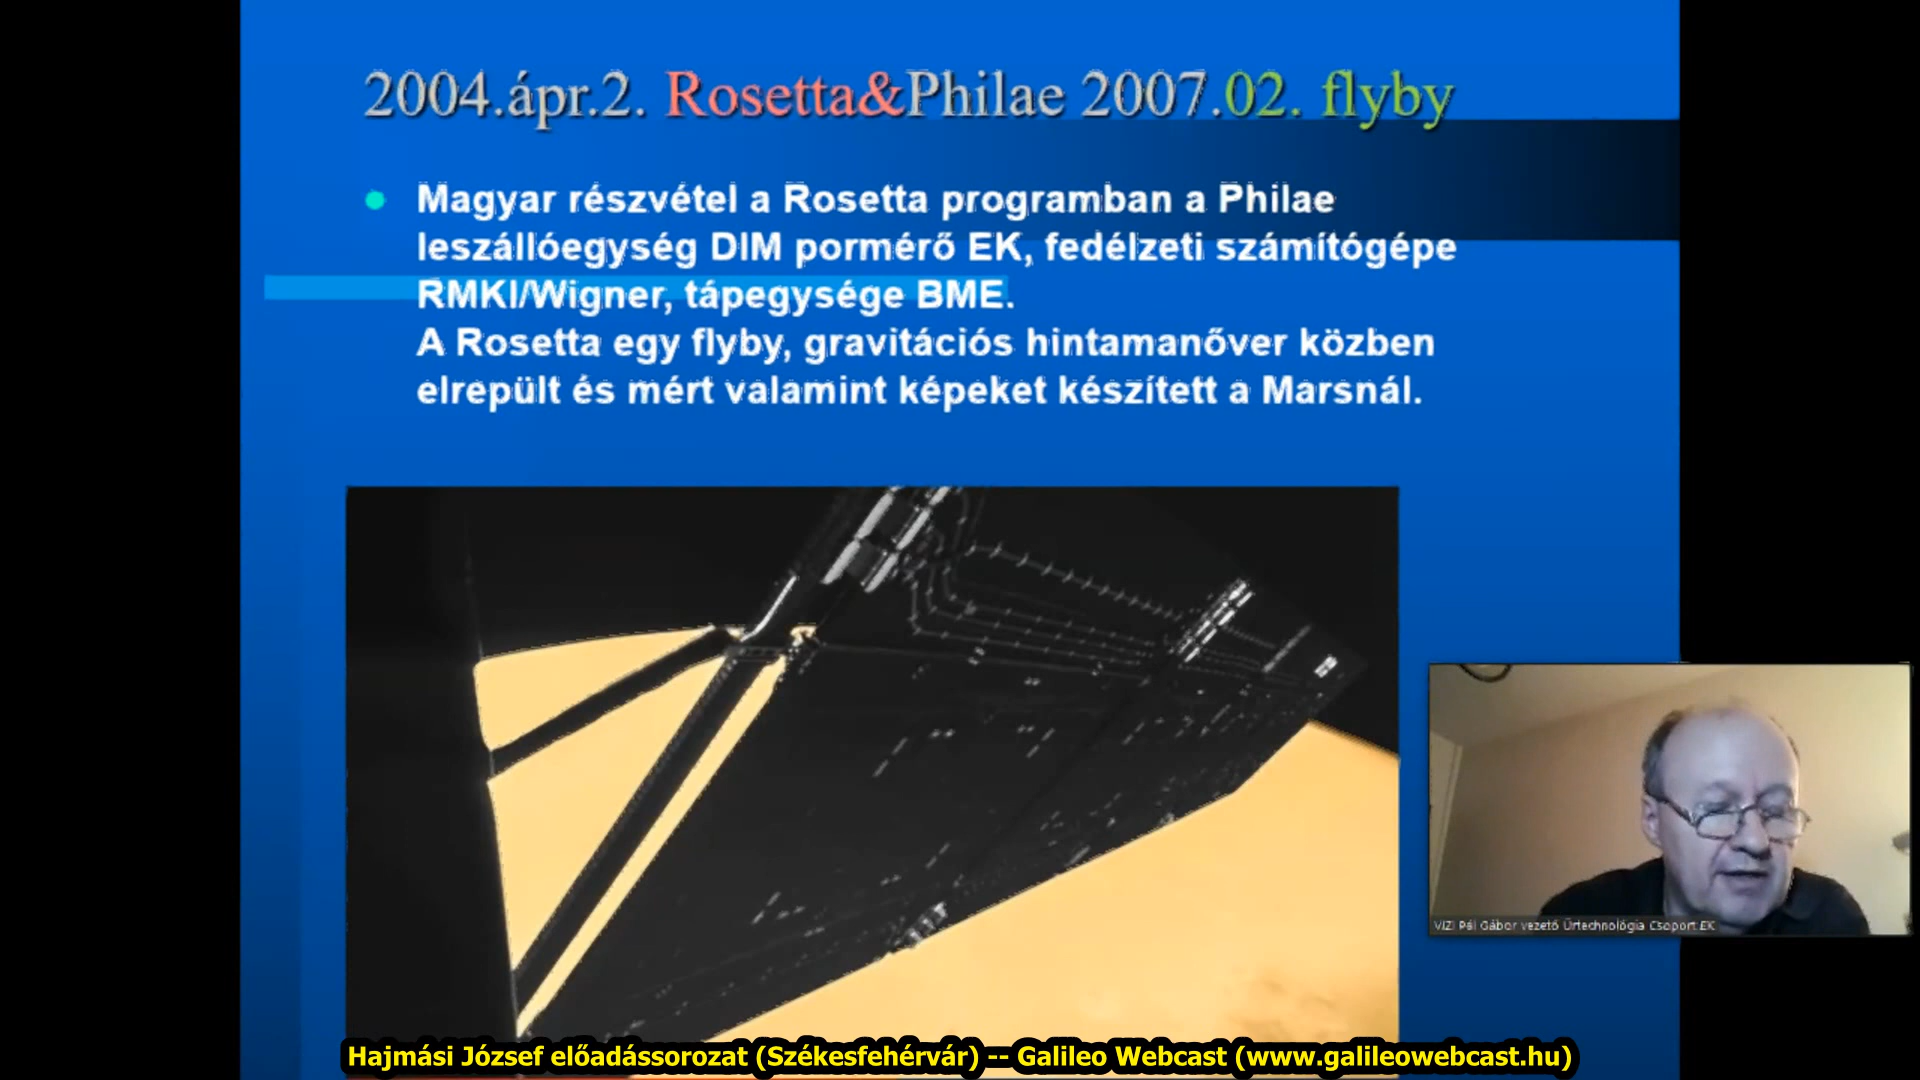 2004.ápr.2. Rosetta&Philae 2007.02. flyby
Magyar részvétel a Rosetta programban a Philae
leszállóegység DIM pormérő EK, fedélzeti számítógépe
RMKI/Wigner, tápegysége BME.
A Rosetta egy flyby, gravitációs hintamanőver közben
elrepült és mért valamint képeket készített a Marsnál.
VIZI Pál Gábor vezető Űrtechnológia Csoport EK
Hajmási József előadássorozat (Székesfehérvár) -- Galileo Webcast (www.galileowebcast.hu)